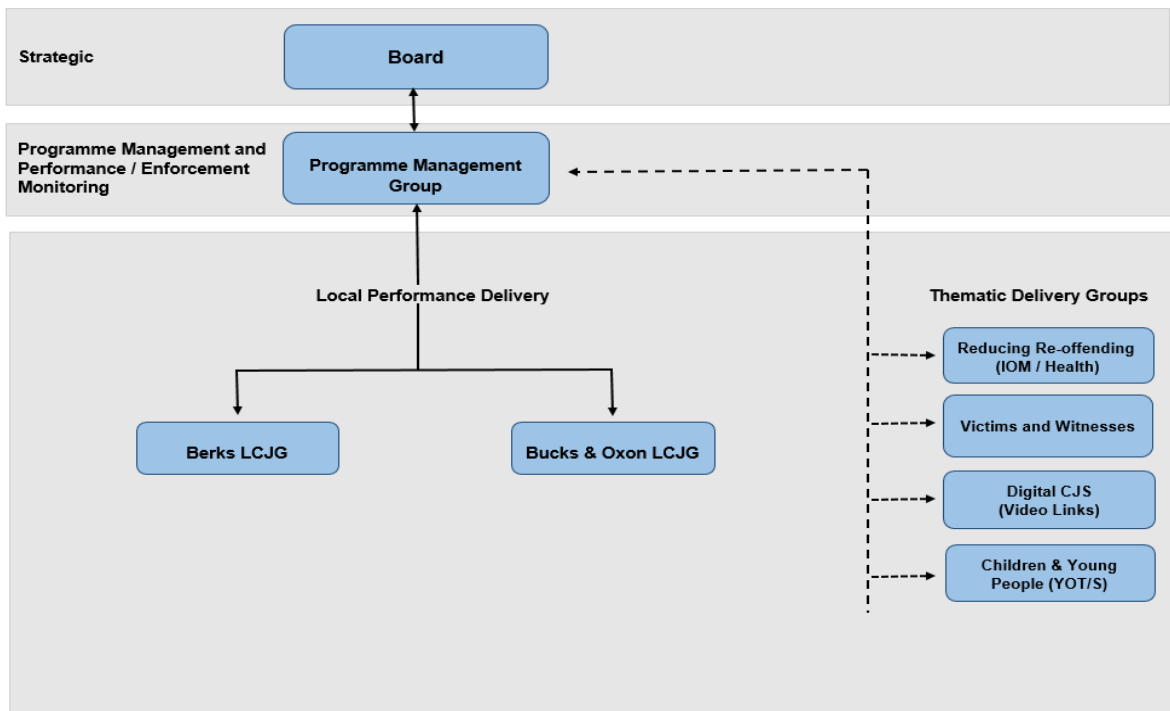 Strategic
Board
Programme Management and
Performance / Enforcement
Monitoring
Programme Management
Group
Local Performance Delivery
Berks LCJG
Bucks & Oxon LCJG
Thematic Delivery Groups
Reducing Re-offending
(IOM / Health)
Victims and Witnesses
Digital CJS
(Video Links)
Children & Young
People (YOT/S)